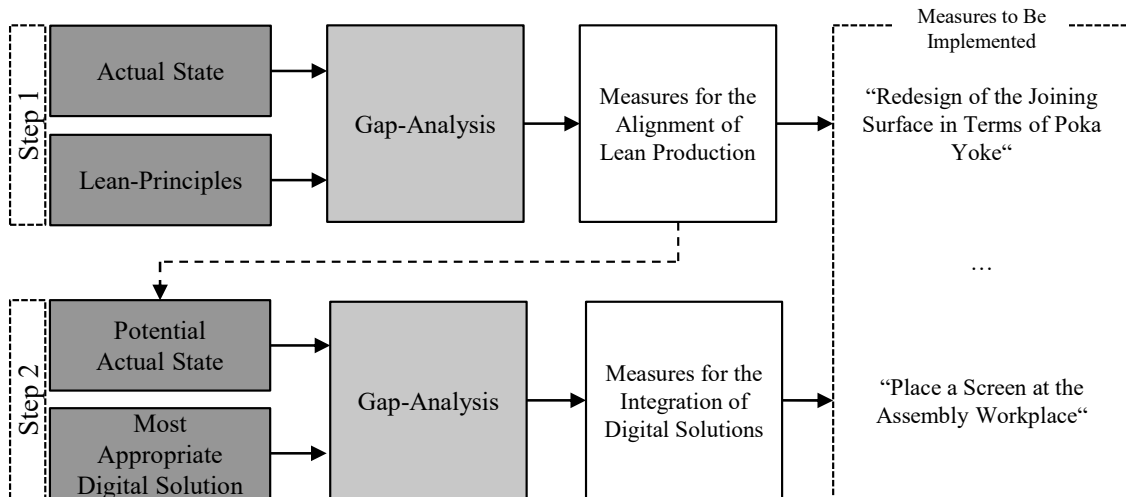 Step 1
Actual State
Lean-Principles
Gap-Analysis
Measures for the
Alignment of
Lean Production
Measures to Be
Implemented
“Redesign of the Joining
Surface in Terms of Poka
Yoke“
…
Step 2
Potential
Actual State
Most
Appropriate
Digital Solution
Gap-Analysis
Measures for the
Integration of
Digital Solutions
“Place a Screen at the
Assembly Workplace“